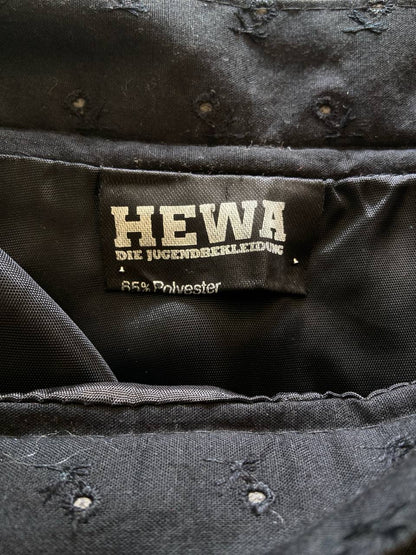 HEWA
DIE JUGENDBEKLEIDUNG
65% Polyester